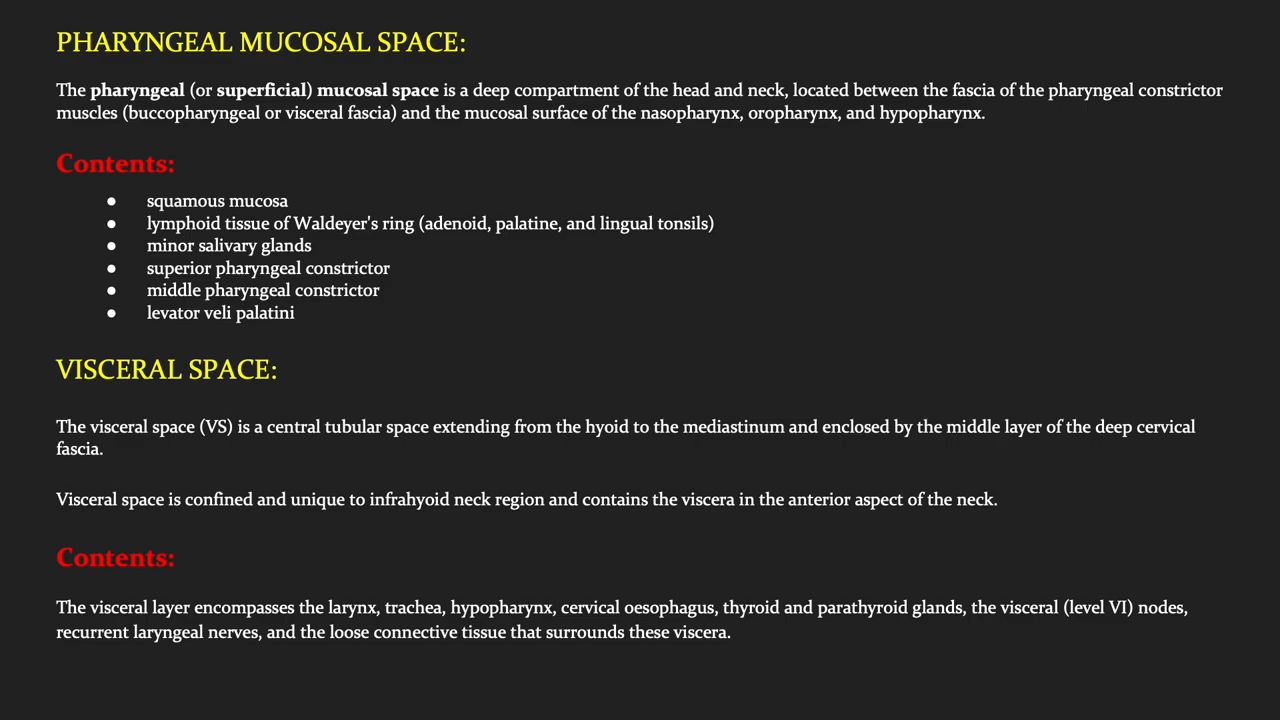 PHARYNGEAL MUCOSAL SPACE:
The pharyngeal (or superficial) mucosal space is a deep compartment of the head and neck, located between the fascia of the pharyngeal constrictor
muscles (buccopharyngeal or visceral fascia) and the mucosal surface of the nasopharynx, oropharynx, and hypopharynx.
Contents:
● squamous mucosa
● lymphoid tissue of Waldeyer's ring (adenoid, palatine, and lingual tonsils)
● minor salivary glands
● superior pharyngeal constrictor
● middle pharyngeal constrictor
● levator veli palatini
VISCERAL SPACE:
The visceral space (VS) is a central tubular space extending from the hyoid to the mediastinum and enclosed by the middle layer of the deep cervical
fascia.
Visceral space is confined and unique to infrahyoid neck region and contains the viscera in the anterior aspect of the neck.
Contents:
The visceral layer encompasses the larynx, trachea, hypopharynx, cervical oesophagus, thyroid and parathyroid glands, the visceral (level VI) nodes,
recurrent laryngeal nerves, and the loose connective tissue that surrounds these viscera.